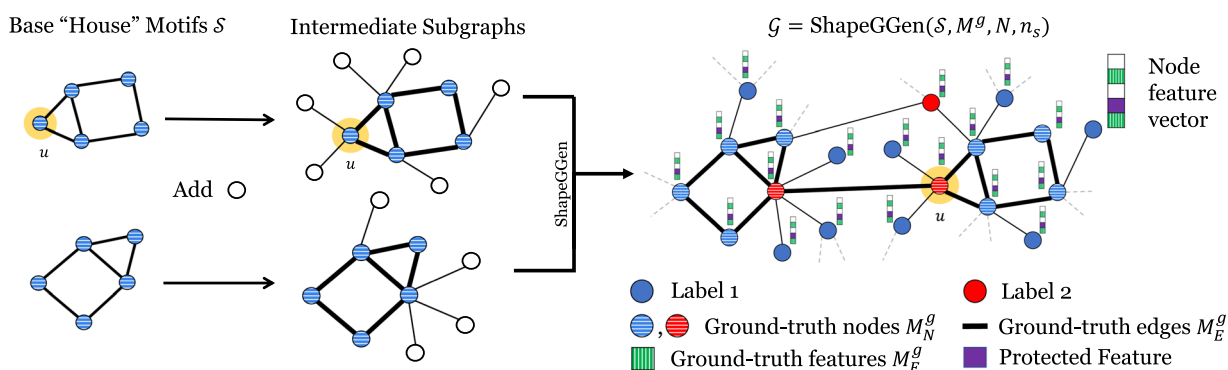 Base “House” Motifs 𝒮
Intermediate Subgraphs
𝒢 = ShapeGGen(𝒮, M^g, N, n_s)
Node
feature
vector
u
u
u
Add
ShapeGGen
Label 1
Label 2
, Ground-truth nodes M_N^g
Ground-truth edges M_E^g
Ground-truth features M_F^g
Protected Feature